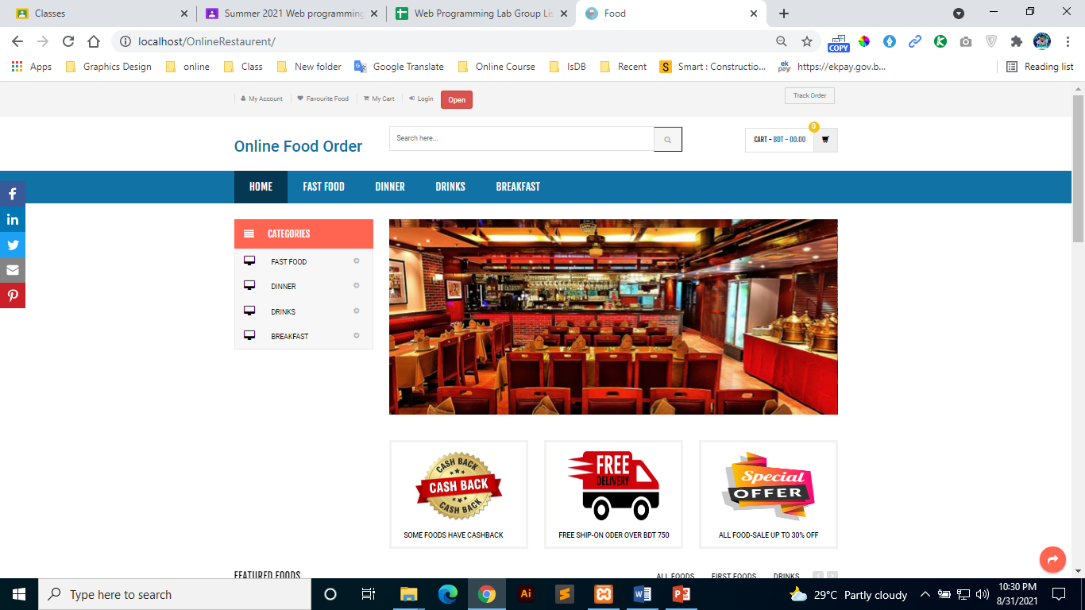 Classes
Summer 2021 Web programming
Web Programming Lab Group Lis
Food
localhost/OnlineRestaurent/
COPY
Apps
Graphics Design
online
Class
New folder
Google Translate
Online Course
IsDB
Recent
Smart : Constructio...
https://ekpay.gov.b...
Reading list
My Account
Favourite Food
My Cart
Login
Open
Track Order
Online Food Order
Search here...
CART - BDT - 00.00
0
HOME
FAST FOOD
DINNER
DRINKS
BREAKFAST
CATEGORIES
FAST FOOD
DINNER
DRINKS
BREAKFAST
CASH BACK
CASH BACK
CASH BACK
SOME FOODS HAVE CASHBACK
FREE
DELIVERY
FREE SHIP-ON ODER OVER BDT 750
Special
OFFER
ALL FOOD-SALE UP TO 30% OFF
FEATURED FOODS
ALL FOODS
FIRST FOODS
DRINKS
Type here to search
29°C Partly cloudy
10:30 PM
8/31/2021